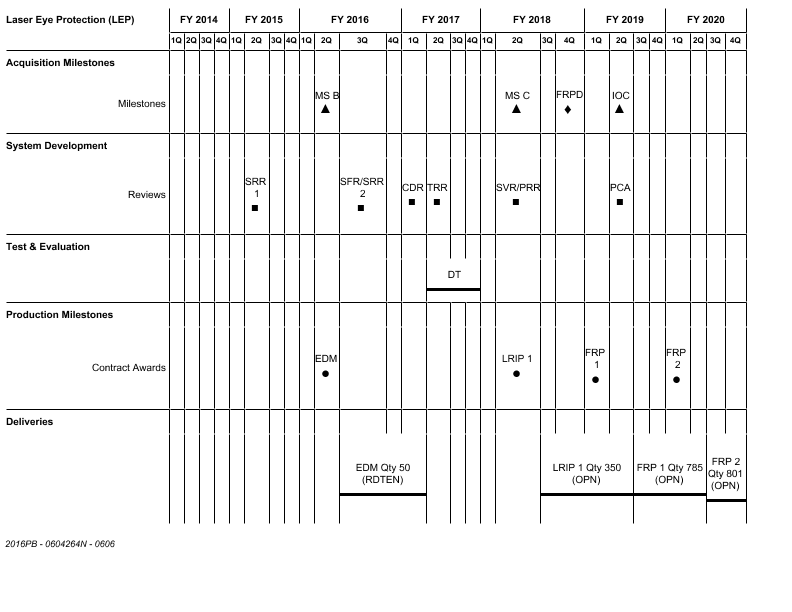 Laser Eye Protection (LEP) FY 2014 FY 2015 FY 2016 FY 2017 FY 2018 FY 2019 FY 2020
1Q 2Q 3Q 4Q 1Q 2Q 3Q 4Q 1Q 2Q 3Q 4Q 1Q 2Q 3Q 4Q 1Q 2Q 3Q 4Q 1Q 2Q 3Q 4Q 1Q 2Q 3Q 4Q
Acquisition Milestones
MS B MS C FRPD IOC
Milestones
System Development
SRR SFR/SRR CDR TRR SVR/PRR PCA
1 2
Reviews
Test & Evaluation
DT
Production Milestones
EDM LRIP 1 FRP FRP
1 2
Contract Awards
Deliveries
EDM Qty 50 LRIP 1 Qty 350 FRP 1 Qty 785 FRP 2
(RDTEN) (OPN) (OPN) Qty 801
(OPN)
2016PB - 0604264N - 0606